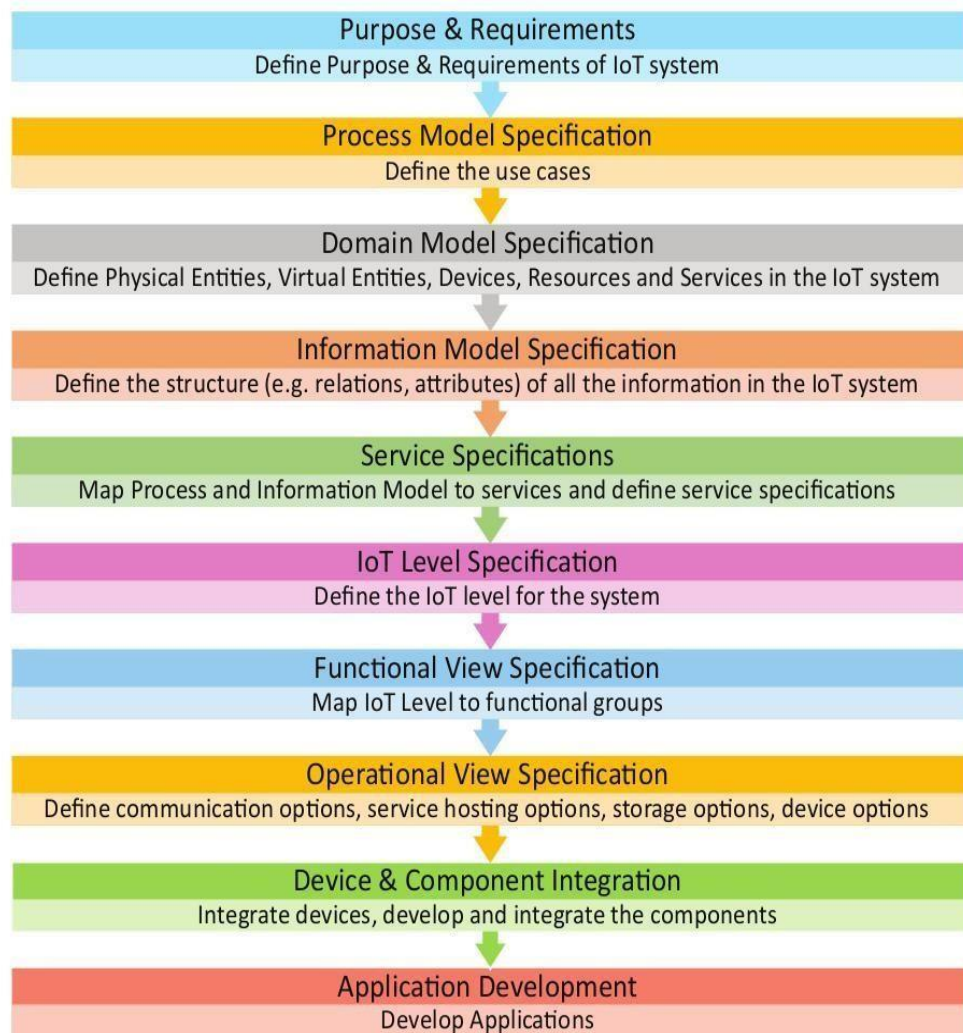 Purpose & Requirements
Define Purpose & Requirements of IoT system
Process Model Specification
Define the use cases
Domain Model Specification
Define Physical Entities, Virtual Entities, Devices, Resources and Services in the IoT system
Information Model Specification
Define the structure (e.g. relations, attributes) of all the information in the IoT system
Service Specifications
Map Process and Information Model to services and define service specifications
IoT Level Specification
Define the IoT level for the system
Functional View Specification
Map IoT Level to functional groups
Operational View Specification
Define communication options, service hosting options, storage options, device options
Device & Component Integration
Integrate devices, develop and integrate the components
Application Development
Develop Applications